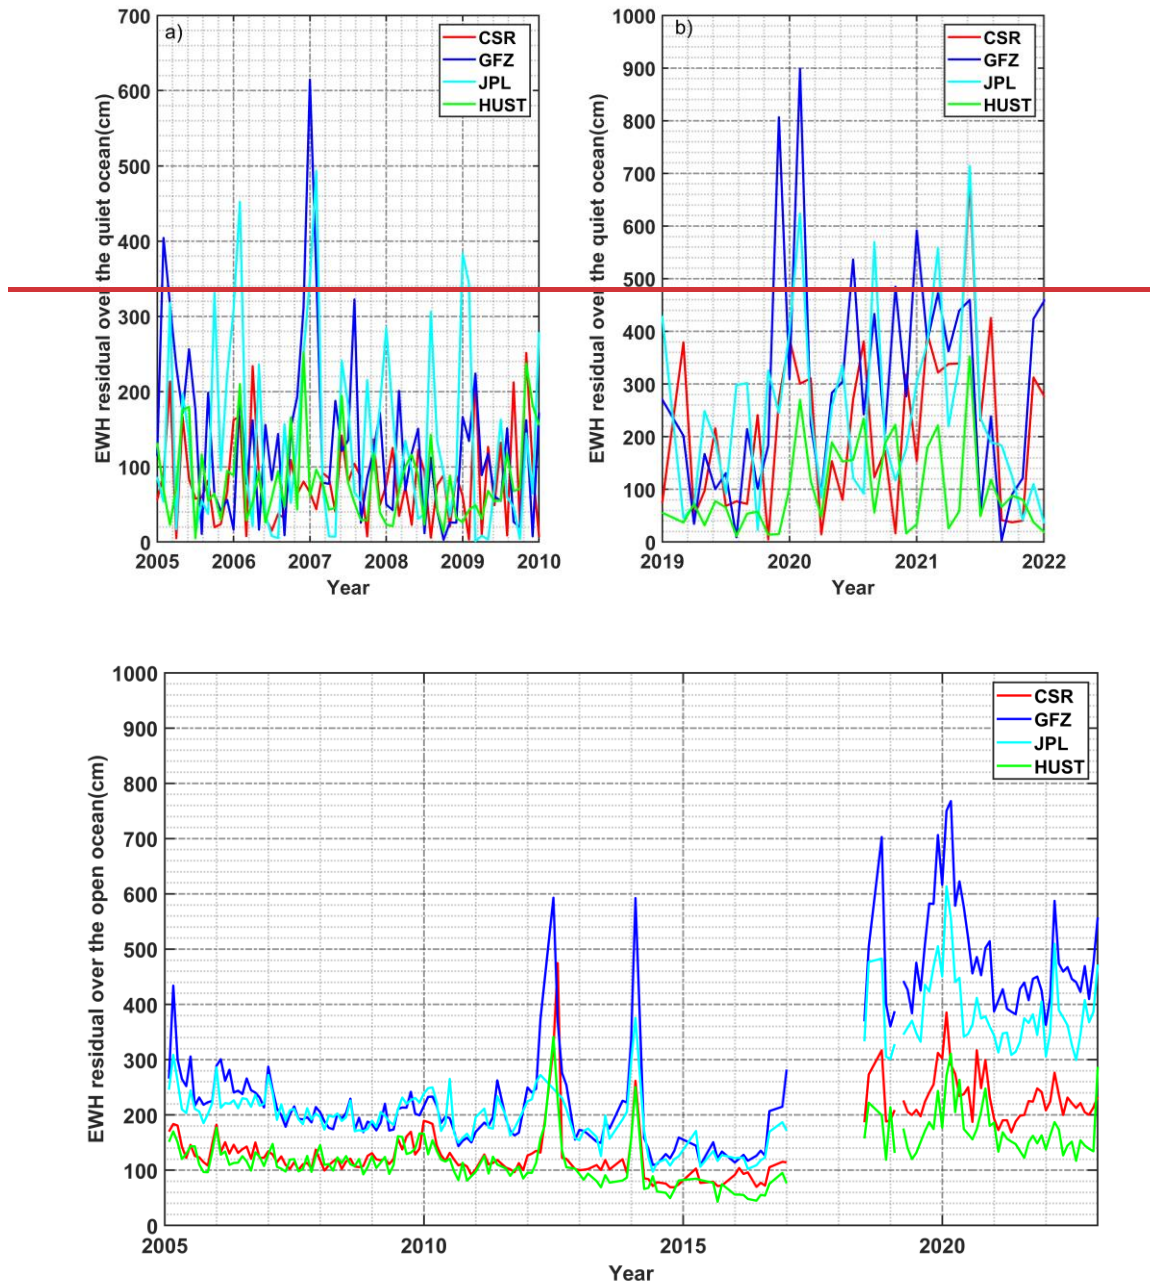 a)
EWH residual over the quiet ocean(cm)
700
600
500
400
300
200
100
0
2005 2006 2007 2008 2009 2010
Year
CSR
GFZ
JPL
HUST
b)
EWH residual over the quiet ocean(cm)
1000
900
800
700
600
500
400
300
200
100
0
2019 2020 2021 2022
Year
CSR
GFZ
JPL
HUST
EWH residual over the open ocean(cm)
1000
900
800
700
600
500
400
300
200
100
0
2005 2010 2015 2020
Year
CSR
GFZ
JPL
HUST